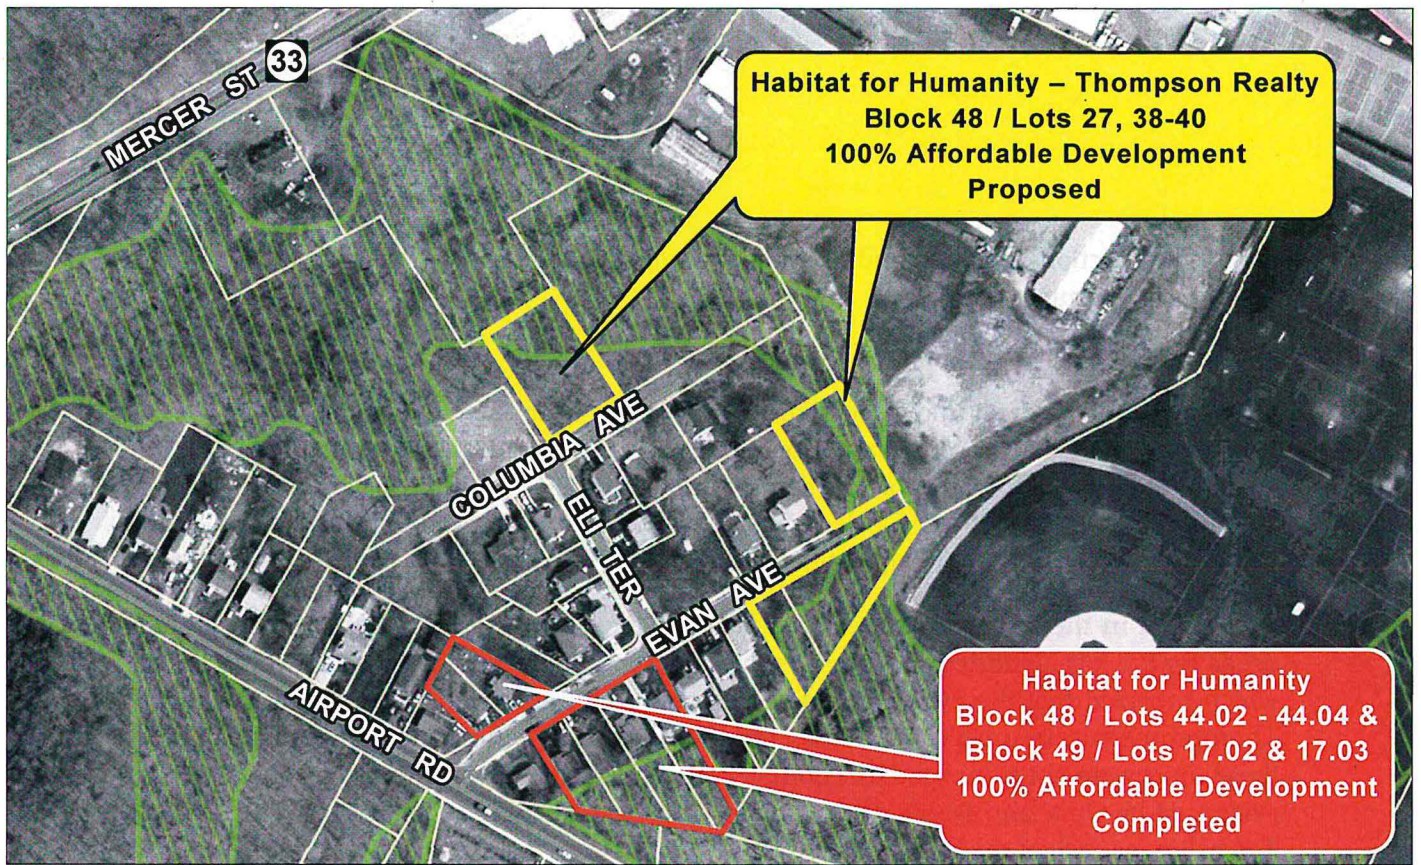 MERCER ST 33
Habitat for Humanity – Thompson Realty
Block 48 / Lots 27, 38-40
100% Affordable Development
Proposed
COLUMBIA AVE
ELI TER
EVAN AVE
AIRPORT RD
Habitat for Humanity
Block 48 / Lots 44.02 - 44.04 &
Block 49 / Lots 17.02 & 17.03
100% Affordable Development
Completed